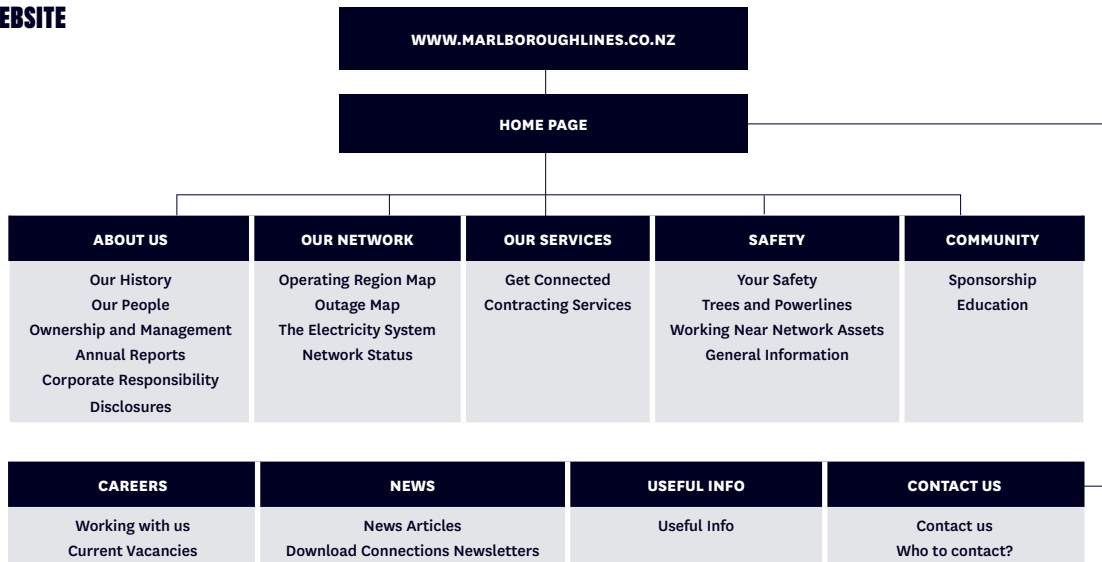 EBSITE
WWW.MARLBOROUGHLINES.CO.NZ
HOME PAGE
ABOUT US
Our History
Our People
Ownership and Management
Annual Reports
Corporate Responsibility
Disclosures
OUR NETWORK
Operating Region Map
Outage Map
The Electricity System
Network Status
OUR SERVICES
Get Connected
Contracting Services
SAFETY
Your Safety
Trees and Powerlines
Working Near Network Assets
General Information
COMMUNITY
Sponsorship
Education
CAREERS
Working with us
Current Vacancies
NEWS
News Articles
Download Connections Newsletters
USEFUL INFO
Useful Info
CONTACT US
Contact us
Who to contact?